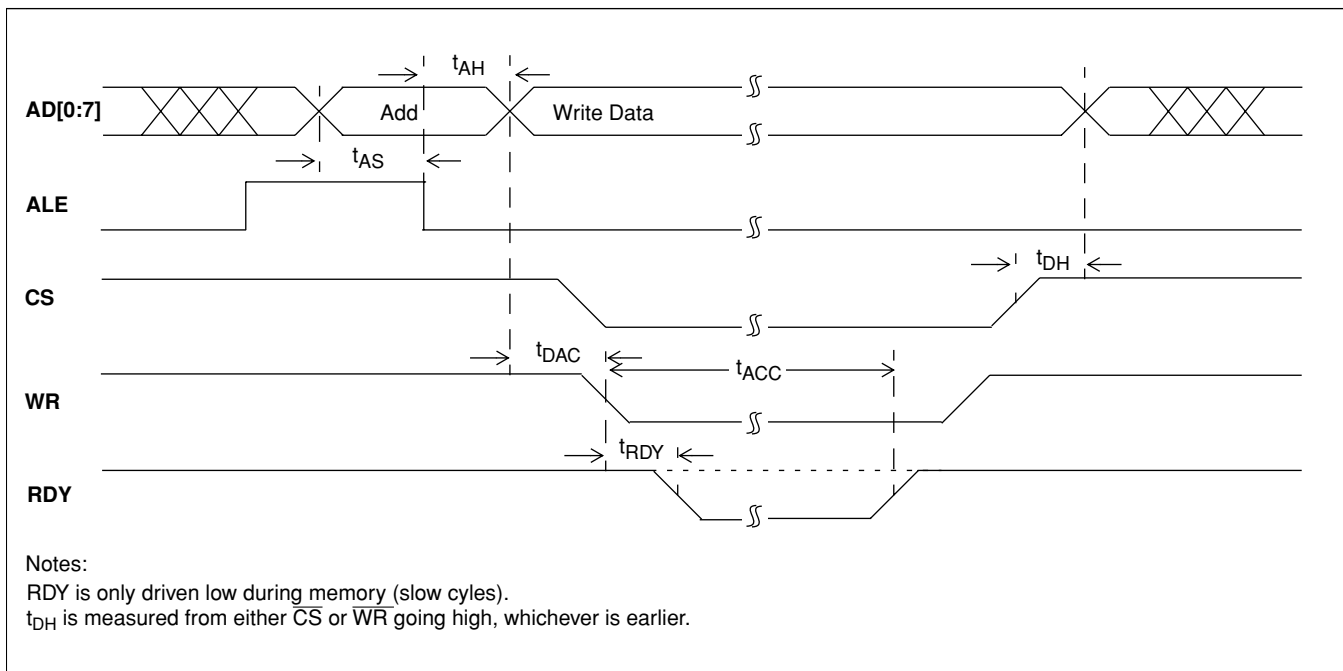 tAH
AD[0:7] Add Write Data
tAS
ALE
tDH
CS
tDAC tACC
WR
tRDY
RDY
Notes:
RDY is only driven low during memory (slow cyles).
tDH is measured from either CS or WR going high, whichever is earlier.